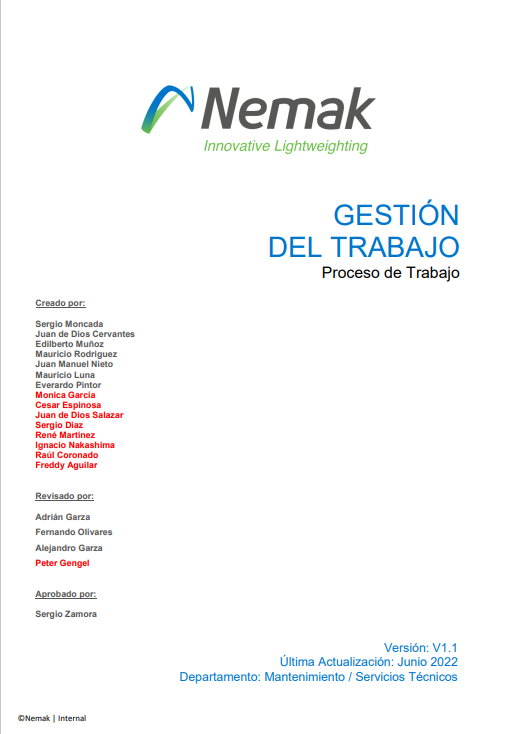 Nemak
Innovative Lightweighting
GESTIÓN
DEL TRABAJO
Proceso de Trabajo
Creado por:
Sergio Moncada
Juan de Dios Cervantes
Edilberto Muñoz
Mauricio Rodriguez
Juan Manuel Nieto
Mauricio Luna
Everardo Pintor
Monica García
Cesar Espinosa
Juan de Dios Salazar
Sergio Diaz
René Martinez
Ignacio Nakashima
Raúl Coronado
Freddy Aguilar
Revisado por:
Adrián Garza
Fernando Olivares
Alejandro Garza
Peter Gengel
Aprobado por:
Sergio Zamora
Versión: V1.1
Última Actualización: Junio 2022
Departamento: Mantenimiento / Servicios Técnicos
©Nemak | Internal